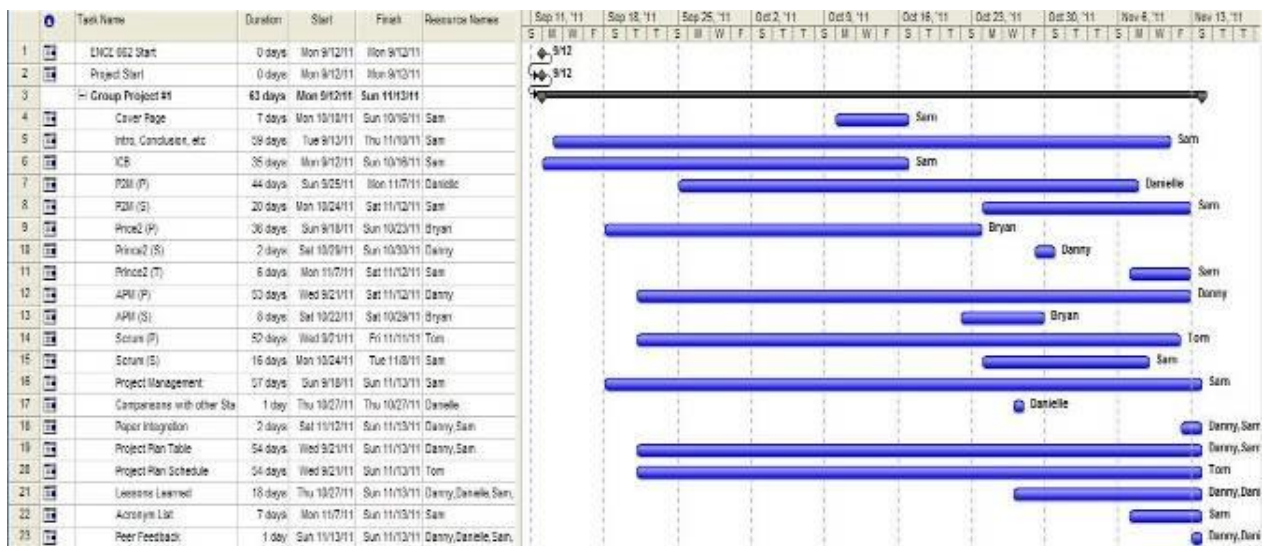 Task Name Duration Start Finish Resource Names Sep 11, '11 Sep 18, '11 Sep 25, '11 Oct 2, '11 Oct 9, '11 Oct 16, '11 Oct 23, '11 Oct 30, '11 Nov 6, '11 Nov 13, '11
S M W F S T T S M W F S T T S M W F S T T S M W F S T T S M W F S T T
1 ENCE 662 Start 0 days Mon 9/12/11 Mon 9/12/11 9/12
2 Project Start 0 days Mon 9/12/11 Mon 9/12/11 9/12
3 Group Project #1 63 days Mon 9/12/11 Sun 11/13/11
4 Cover Page 7 days Mon 10/10/11 Sun 10/16/11 Sam Sam
5 Intro, Conclusion, etc 59 days Tue 9/13/11 Thu 11/10/11 Sam Sam
6 ICB 35 days Mon 9/12/11 Sun 10/16/11 Sam Sam
7 P2M (P) 44 days Sun 9/25/11 Mon 11/7/11 Danielle Danielle
8 P2M (S) 20 days Mon 10/24/11 Sat 11/12/11 Sam Sam
9 Price2 (P) 36 days Sun 9/18/11 Sun 10/23/11 Bryan Bryan
10 Prince2 (S) 2 days Sat 10/29/11 Sun 10/30/11 Danny Danny
11 Prince2 (T) 6 days Mon 11/7/11 Sat 11/12/11 Sam Sam
12 APM (P) 53 days Wed 9/21/11 Sat 11/12/11 Danny Danny
13 APM (S) 8 days Sat 10/22/11 Sat 10/29/11 Bryan Bryan
14 Scrum (P) 52 days Wed 9/21/11 Fri 11/11/11 Tom Tom
15 Scrum (S) 16 days Mon 10/24/11 Tue 11/8/11 Sam Sam
16 Project Management 57 days Sun 9/18/11 Sun 11/13/11 Sam Sam
17 Comparisons with other Sta 1 day Thu 10/27/11 Thu 10/27/11 Danielle Danielle
18 Paper Integration 2 days Sat 11/12/11 Sun 11/13/11 Danny,Sam Danny,Sam
19 Project Plan Table 54 days Wed 9/21/11 Sun 11/13/11 Danny,Sam Danny,Sam
20 Project Plan Schedule 54 days Wed 9/21/11 Sun 11/13/11 Tom Tom
21 Lessons Learned 18 days Thu 10/27/11 Sun 11/13/11 Danny,Danielle,Sam, Danny,Dani
22 Acronym List 7 days Mon 11/7/11 Sun 11/13/11 Sam Sam
23 Peer Feedback 1 day Sun 11/13/11 Sun 11/13/11 Danny,Danielle,Sam, Danny,Dani